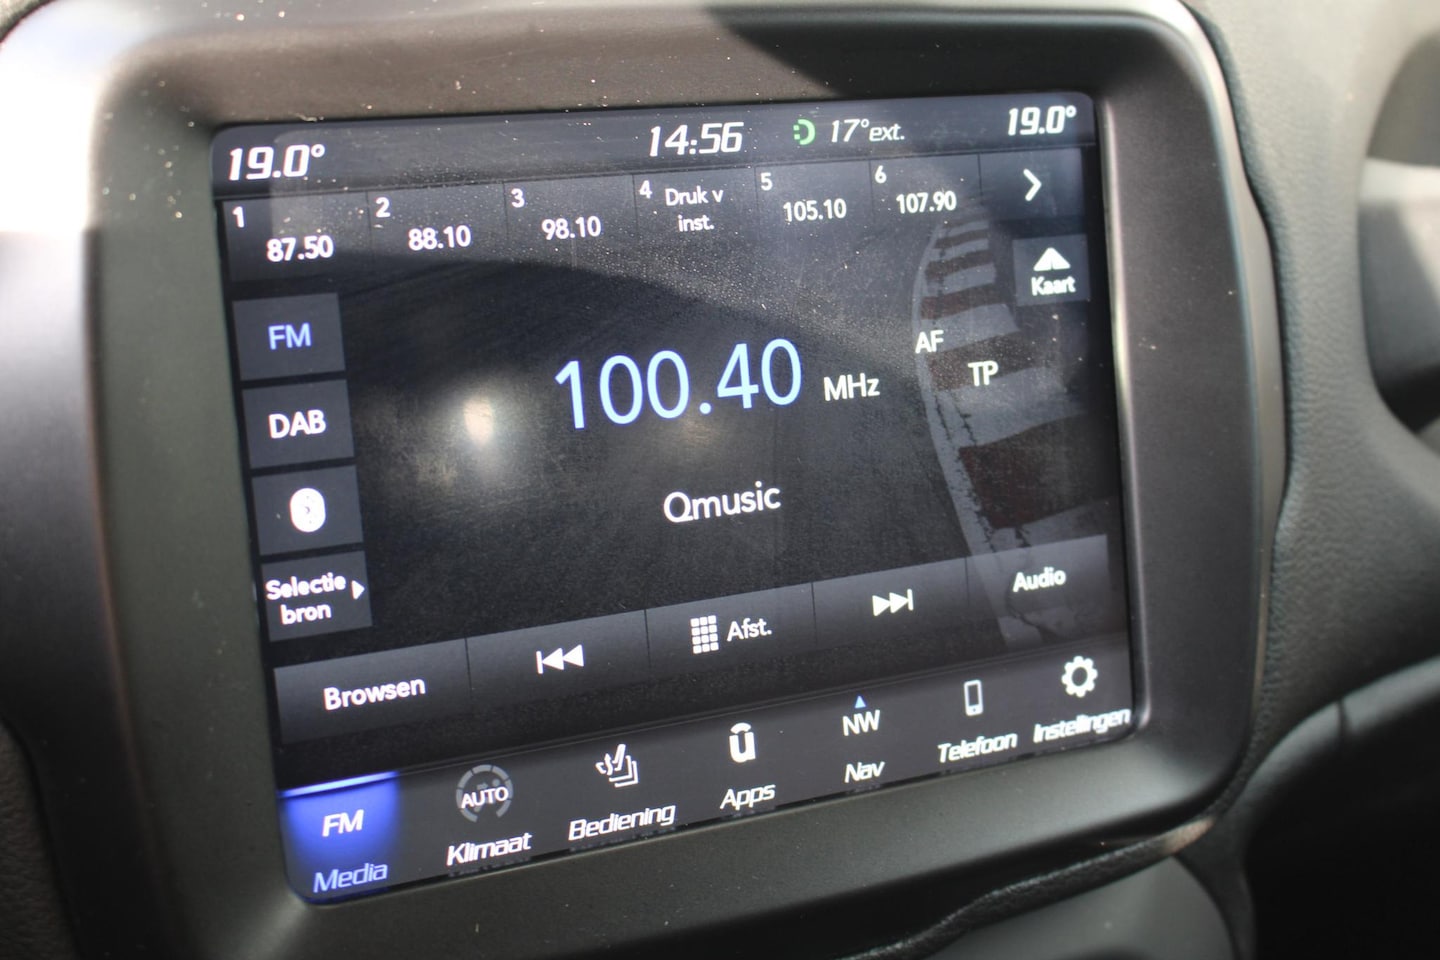 19.0°
14:56
17°ext.
19.0°
1
87.50
2
88.10
3
98.10
4
Druk v
inst.
5
105.10
6
107.90
Kaart
FM
DAB
Selectie
bron
100.40 MHz
AF
TP
Qmusic
Browsen
Afst.
Audio
FM
Media
AUTO
Klimaat
Bediening
Apps
NW
Nav
Telefoon
Instellingen